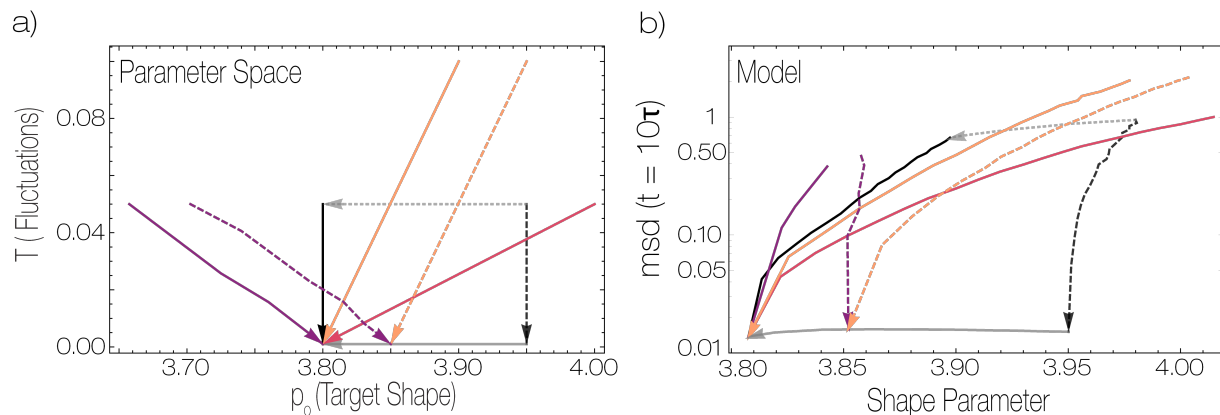 a)
Parameter Space
T ( Fluctuations)
0.08
0.04
0.00
3.70
3.80
3.90
4.00
p₀ (Target Shape)
b)
Model
msd (t = 10τ)
1
0.50
0.10
0.05
0.01
3.80
3.85
3.90
3.95
4.00
Shape Parameter